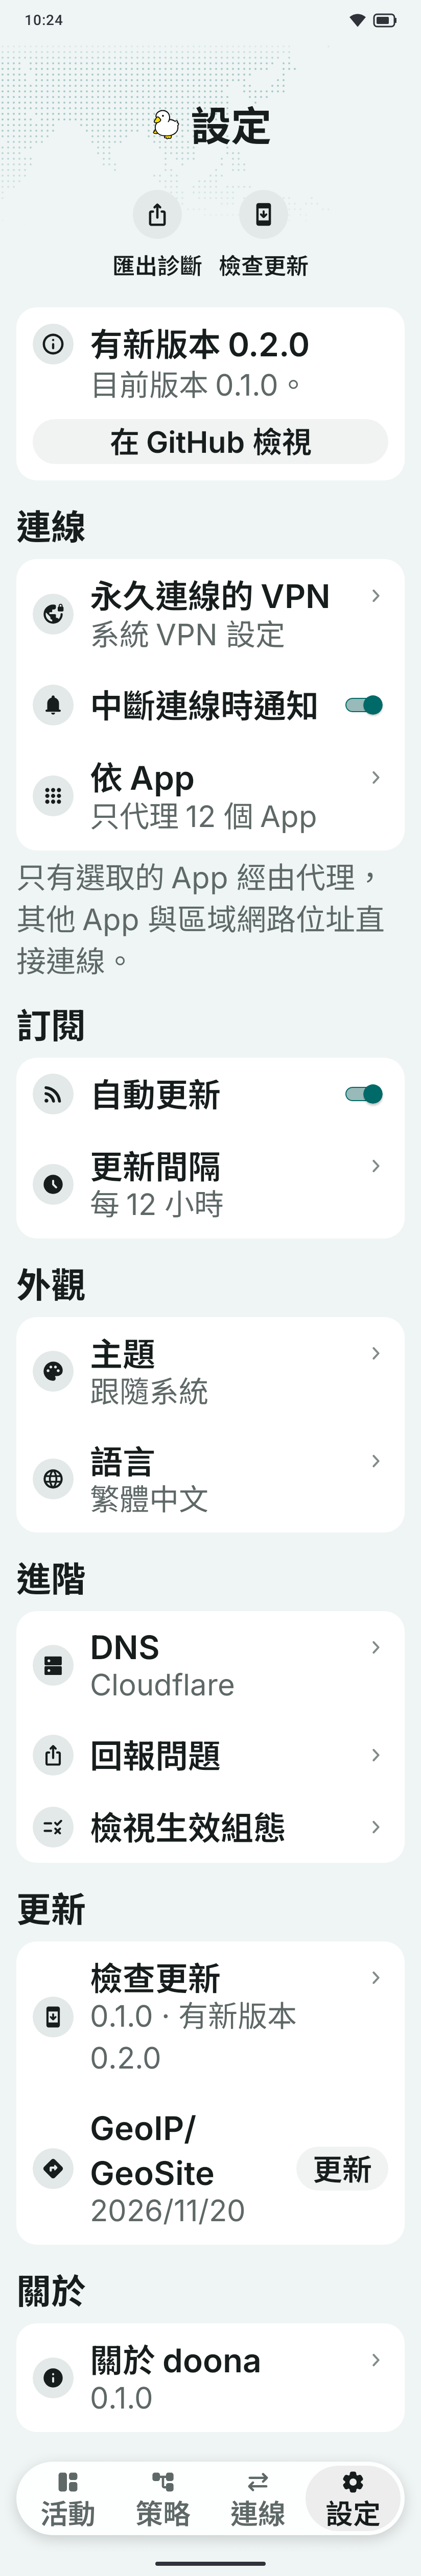 10:24
設定
匯出診斷
檢查更新
有新版本 0.2.0
目前版本 0.1.0。
在 GitHub 檢視
連線
永久連線的 VPN
系統 VPN 設定
中斷連線時通知
依 App
只代理 12 個 App
只有選取的 App 經由代理，
其他 App 與區域網路位址直
接連線。
訂閱
自動更新
更新間隔
每 12 小時
外觀
主題
跟隨系統
語言
繁體中文
進階
DNS
Cloudflare
回報問題
檢視生效組態
更新
檢查更新
0.1.0 · 有新版本
0.2.0
GeoIP/
GeoSite
2026/11/20
更新
關於
關於 doona
0.1.0
活動
策略
連線
設定